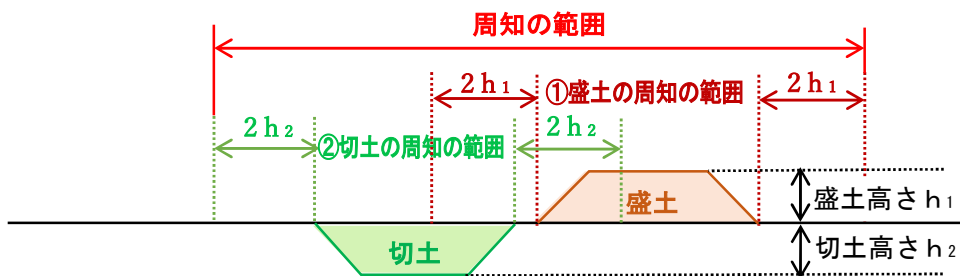 周知の範囲
2h₁
①盛土の周知の範囲
2h₁
2h₂
②切土の周知の範囲
2h₂
盛土
盛土高さh₁
切土
切土高さh₂